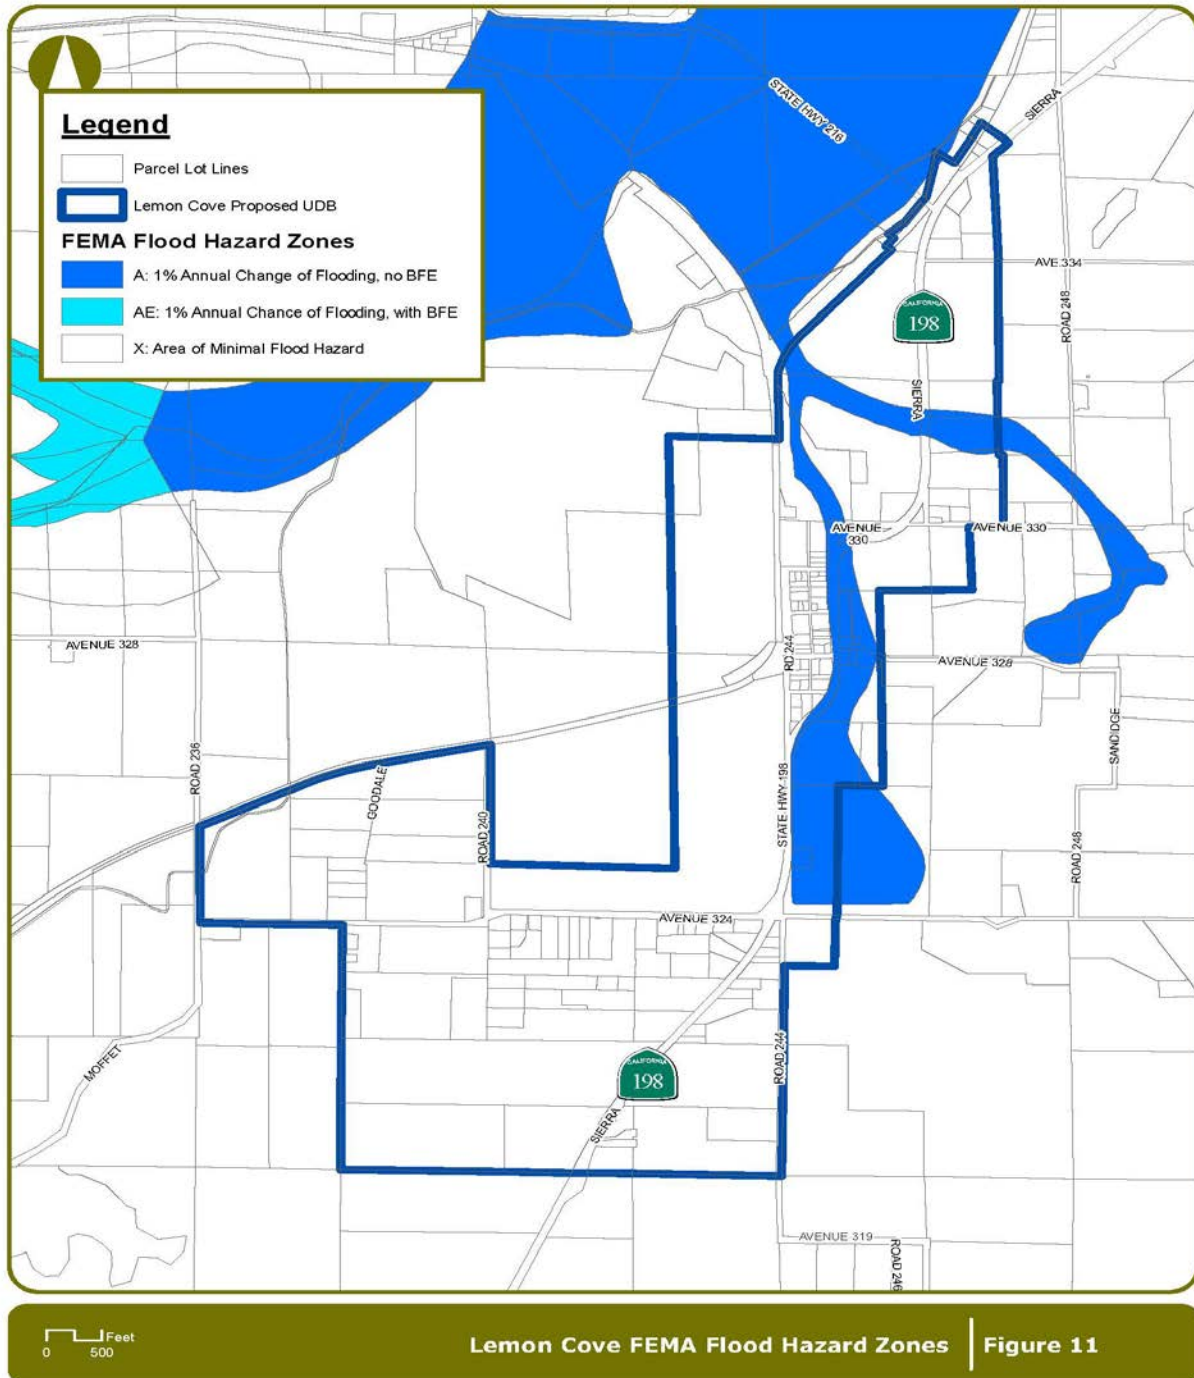 Legend
Parcel Lot Lines
Lemon Cove Proposed UDB
FEMA Flood Hazard Zones
A: 1% Annual Change of Flooding, no BFE
AE: 1% Annual Chance of Flooding, with BFE
X: Area of Minimal Flood Hazard
STATE HWY 216
SIERRA
AVE 334
ROAD 248
CALIFORNIA
198
SIERRA
AVENUE
330
AVENUE 330
AVENUE 328
RD 244
AVENUE 328
SANDIDGE
ROAD 236
GOODALE
ROAD 240
STATE HWY 198
ROAD 248
AVENUE 324
MOFFET
ROAD 244
CALIFORNIA
198
SIERRA
AVENUE 319
ROAD 246
Feet
0 500
Lemon Cove FEMA Flood Hazard Zones
Figure 11